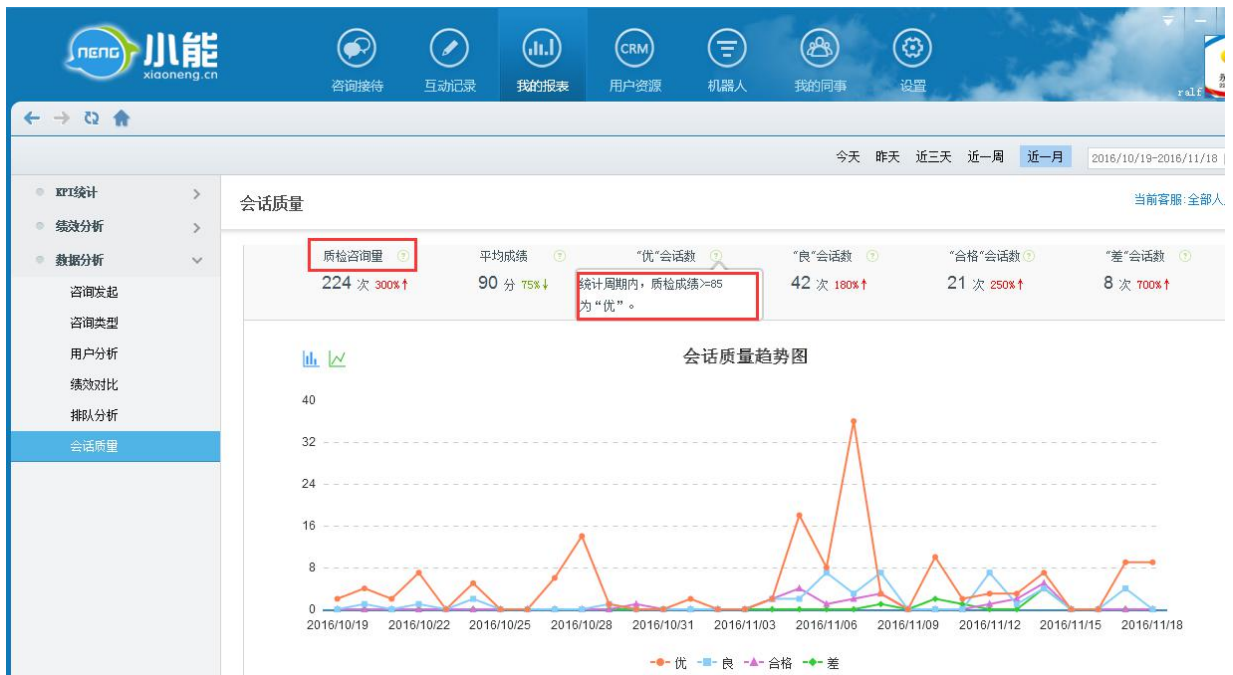 NENG 小能
xiaoneng.cn
咨询接待 互动记录 我的报表 CRM 用户资源 机器人 我的同事 设置
ralf
今天 昨天 近三天 近一周 近一月 2016/10/19-2016/11/18
KPI统计
绩效分析
数据分析
咨询发起
咨询类型
用户分析
绩效对比
排队分析
会话质量
会话质量 当前客服:全部人
质检咨询量 ? 平均成绩 ? "优"会话数 ? "良"会话数 ? "合格"会话数 ? "差"会话数 ?
224 次 300%↑ 90 分 75%↓ 42 次 180%↑ 21 次 250%↑ 8 次 700%↑
统计周期内，质检成绩>=85
为“优”。
会话质量趋势图
40
32
24
16
8
0
2016/10/19 2016/10/22 2016/10/25 2016/10/28 2016/10/31 2016/11/03 2016/11/06 2016/11/09 2016/11/12 2016/11/15 2016/11/18
优 良 合格 差